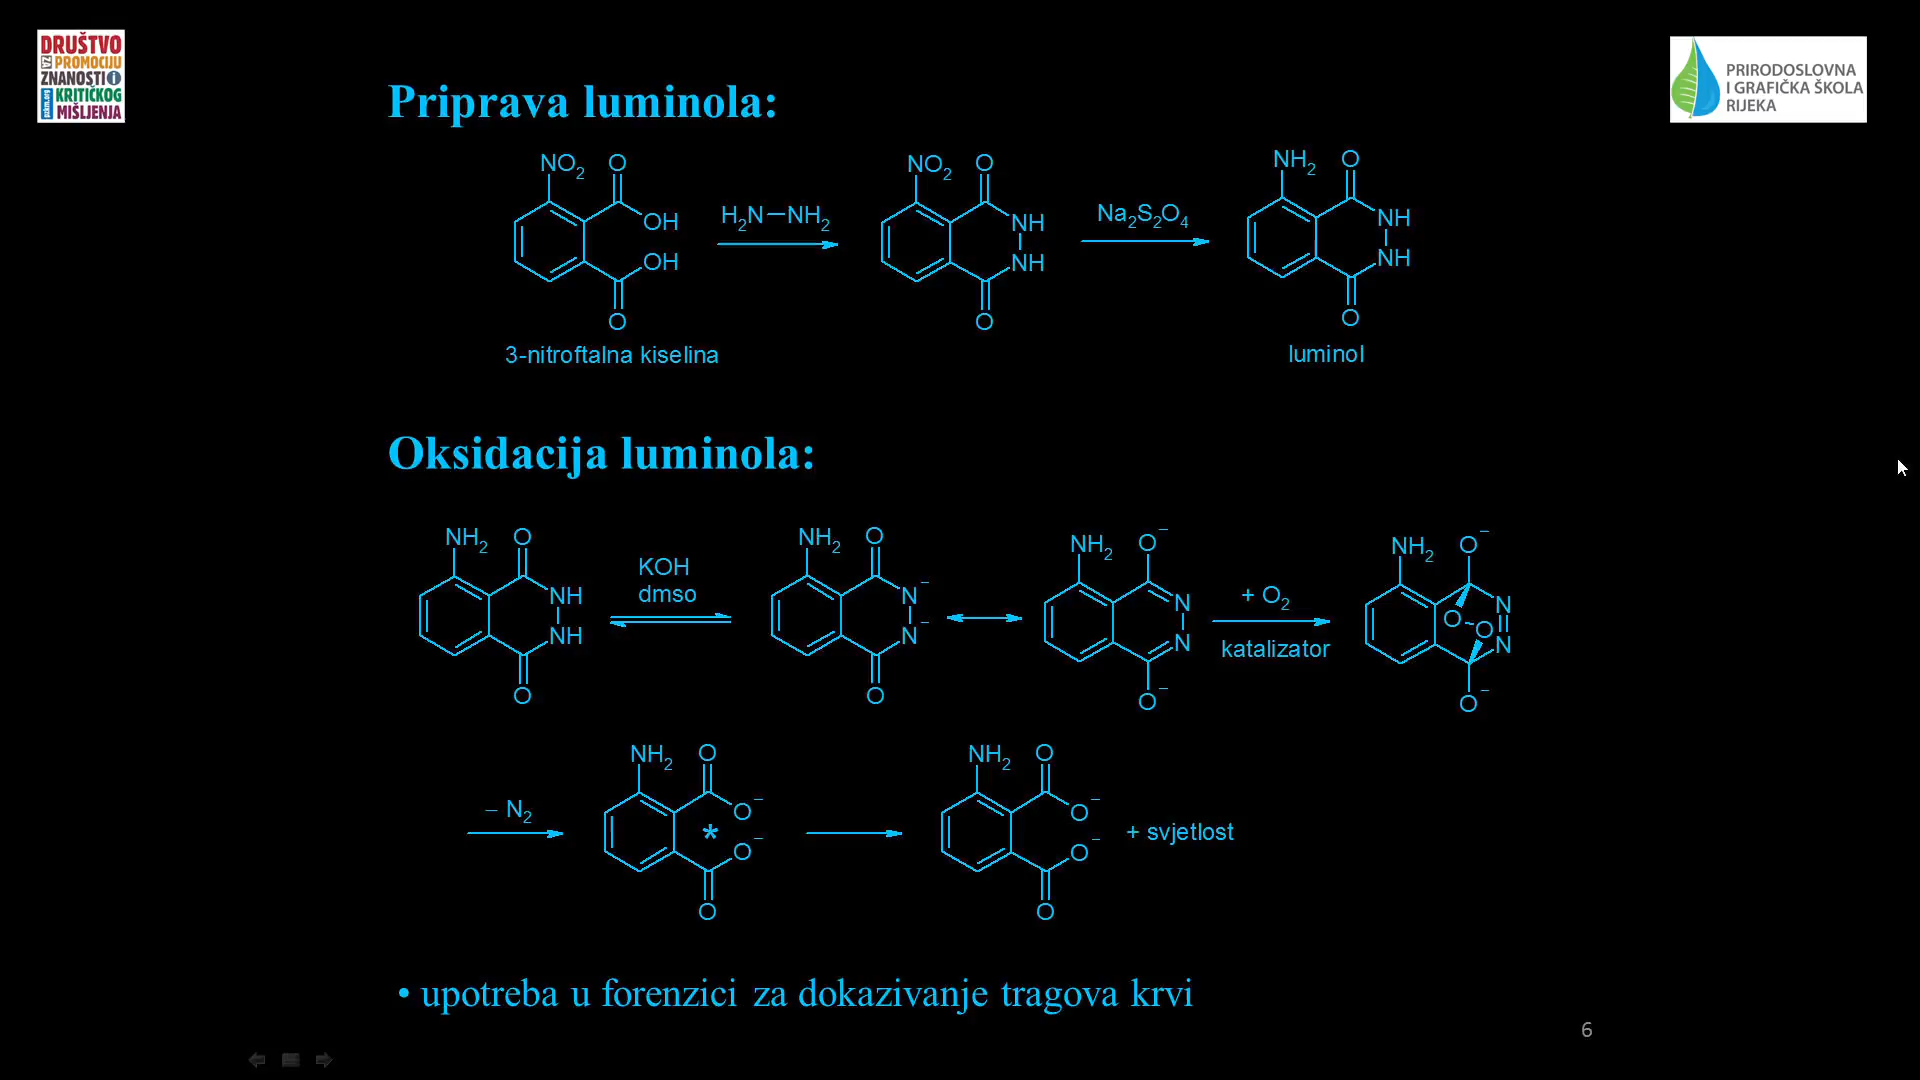 DRUŠTVO
ZA PROMOCIJU
ZNANOSTI i
pzkm.org KRITIČKOG
MIŠLJENJA
PRIRODOSLOVNA
I GRAFIČKA ŠKOLA
RIJEKA
Priprava luminola:
NO₂ O OH OH O
H₂N–NH₂
NO₂ O NH NH O
Na₂S₂O₄
NH₂ O NH NH O
3-nitroftalna kiselina
luminol
Oksidacija luminola:
NH₂ O NH NH O
KOH
dmso
NH₂ O N⁻ N⁻ O
NH₂ O⁻ N N O⁻
+ O₂
katalizator
NH₂ O⁻ N O O N O⁻
– N₂
NH₂ O O⁻ * O⁻ O
NH₂ O O⁻ O⁻ O
+ svjetlost
• upotreba u forenzici za dokazivanje tragova krvi
6